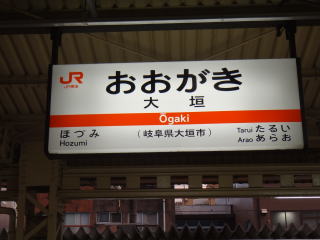 JR
JR東海
おおがき
大垣
Ōgaki
ほづみ
Hozumi
（岐阜県大垣市）
Tarui たるい
Arao あらお